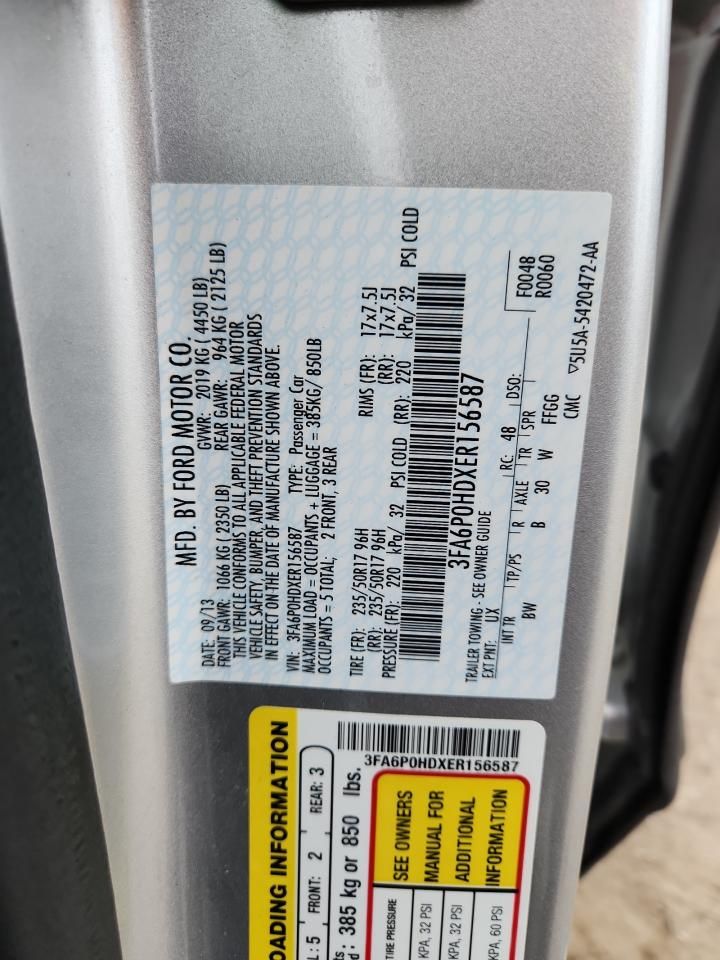 MFD. BY FORD MOTOR CO.
DATE: 09/13 GVWR: 2019 KG ( 4450 LB)
FRONT GAWR: 1066 KG ( 2350 LB) REAR GAWR: 964 KG ( 2125 LB)
THIS VEHICLE CONFORMS TO ALL APPLICABLE FEDERAL MOTOR
VEHICLE SAFETY, BUMPER, AND THEFT PREVENTION STANDARDS
IN EFFECT ON THE DATE OF MANUFACTURE SHOWN ABOVE.
VIN: 3FA6P0HDXER156587 TYPE: Passenger Car
MAXIMUM LOAD = OCCUPANTS + LUGGAGE = 385KG/ 850LB
OCCUPANTS = 5 TOTAL; 2 FRONT, 3 REAR
TIRE (FR): 235/50R17 96H RIMS (FR): 17x7.5J
(RR): 235/50R17 96H (RR): 17x7.5J
PRESSURE (FR): 220 kPa/ 32 PSI COLD (RR): 220 kPa/ 32 PSI COLD
3FA6P0HDXER156587
TRAILER TOWING - SEE OWNER GUIDE
EXT PNT: UX RC: 48 DSO: F0048
R0060
INT TR TP/PS R AXLE TR SPR
BW B 30 W FFGG
CMC ▽5U5A-5420472-AA
OADING INFORMATION
L: 5 FRONT: 2 REAR: 3
: 385 kg or 850 lbs.
3FA6P0HDXER156587
TIRE PRESSURE
KPA, 32 PSI
KPA, 32 PSI
KPA, 60 PSI
SEE OWNERS
MANUAL FOR
ADDITIONAL
INFORMATION